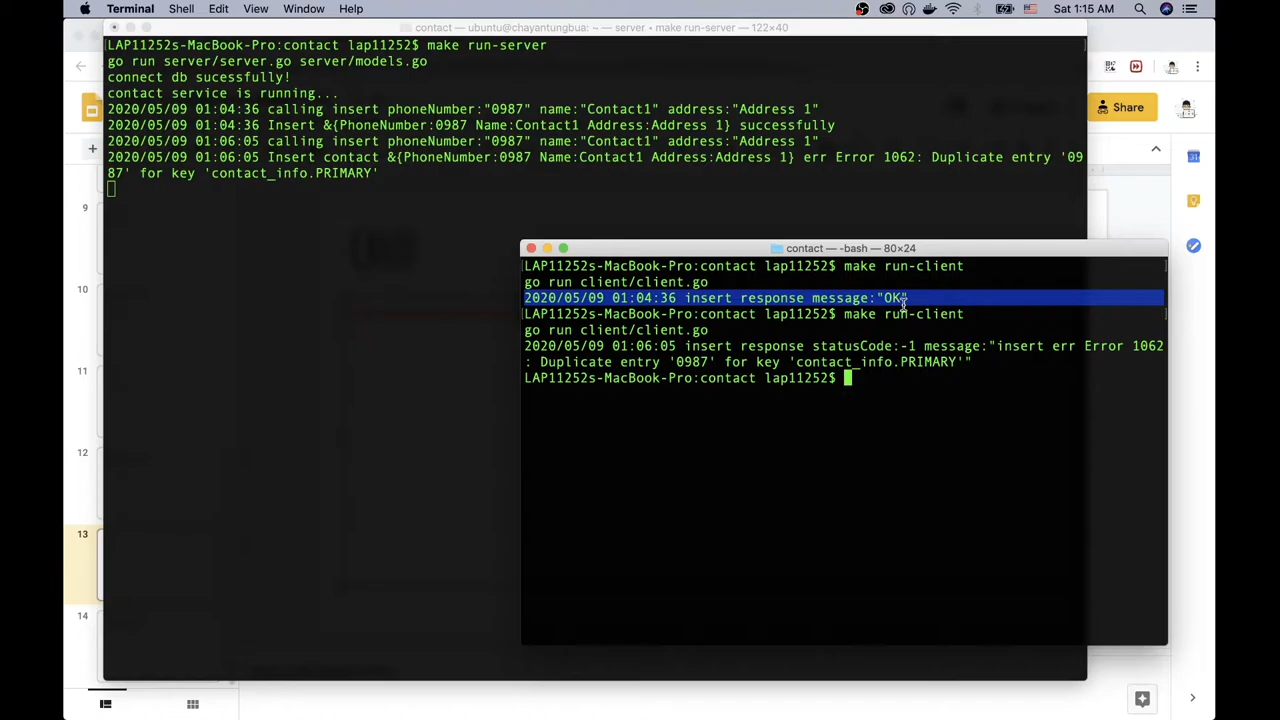 Terminal Shell Edit View Window Help Sat 1:15 AM
contact — ubuntu@chayantungbua: ~ — server • make run-server — 122×40
LAP11252s-MacBook-Pro:contact lap11252$ make run-server
go run server/server.go server/models.go
connect db sucessfully!
contact service is running...
2020/05/09 01:04:36 calling insert phoneNumber:"0987" name:"Contact1" address:"Address 1"
2020/05/09 01:04:36 Insert &{PhoneNumber:0987 Name:Contact1 Address:Address 1} successfully
2020/05/09 01:06:05 calling insert phoneNumber:"0987" name:"Contact1" address:"Address 1"
2020/05/09 01:06:05 Insert contact &{PhoneNumber:0987 Name:Contact1 Address:Address 1} err Error 1062: Duplicate entry '09
87' for key 'contact_info.PRIMARY'
Share
contact — -bash — 80×24
LAP11252s-MacBook-Pro:contact lap11252$ make run-client
go run client/client.go
2020/05/09 01:04:36 insert response message:"OK"
LAP11252s-MacBook-Pro:contact lap11252$ make run-client
go run client/client.go
2020/05/09 01:06:05 insert response statusCode:-1 message:"insert err Error 1062
: Duplicate entry '0987' for key 'contact_info.PRIMARY'"
LAP11252s-MacBook-Pro:contact lap11252$
9
10
11
12
13
14